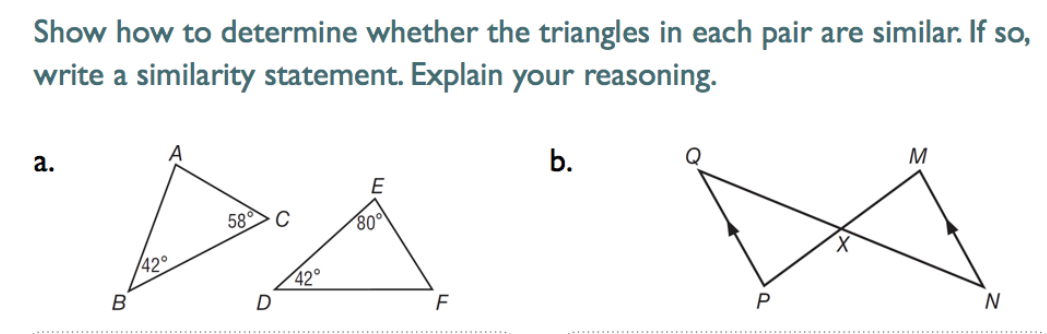 Show how to determine whether the triangles in each pair are similar. If so,
write a similarity statement. Explain your reasoning.
a.
A
58°
C
42°
B
E
80°
42°
D
F
b.
Q
M
X
P
N